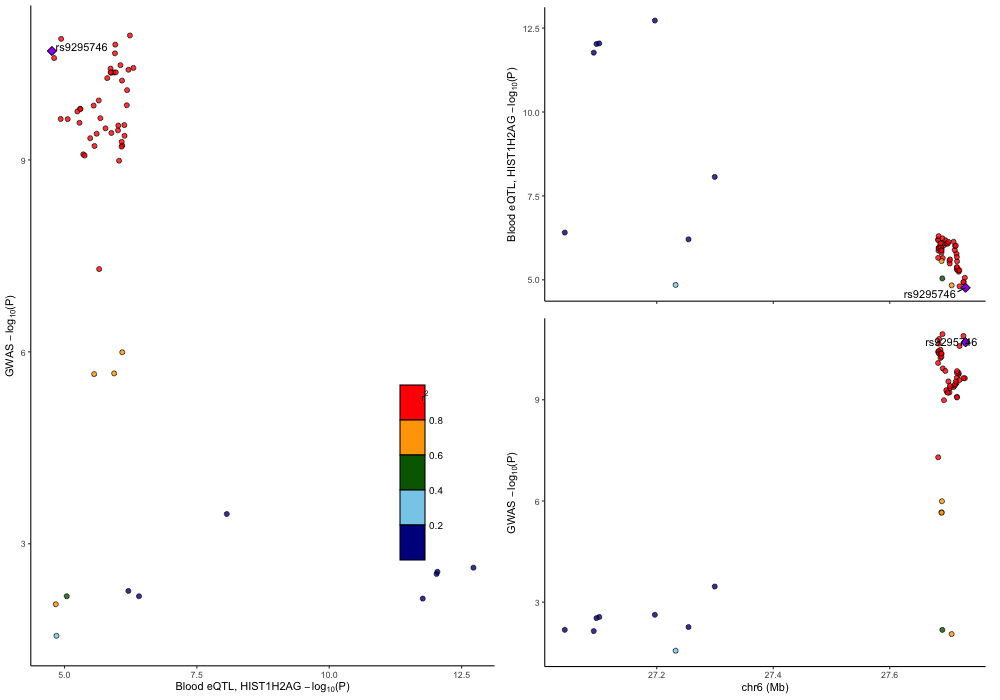 rs9295746
9
6
3
GWAS −log10(P)
5.0
7.5
10.0
12.5
Blood eQTL, HIST1H2AG −log10(P)
r2
0.8
0.6
0.4
0.2
12.5
10.0
7.5
5.0
Blood eQTL, HIST1H2AG −log10(P)
rs9295746
rs9295746
9
6
3
GWAS −log10(P)
27.2
27.4
27.6
chr6 (Mb)